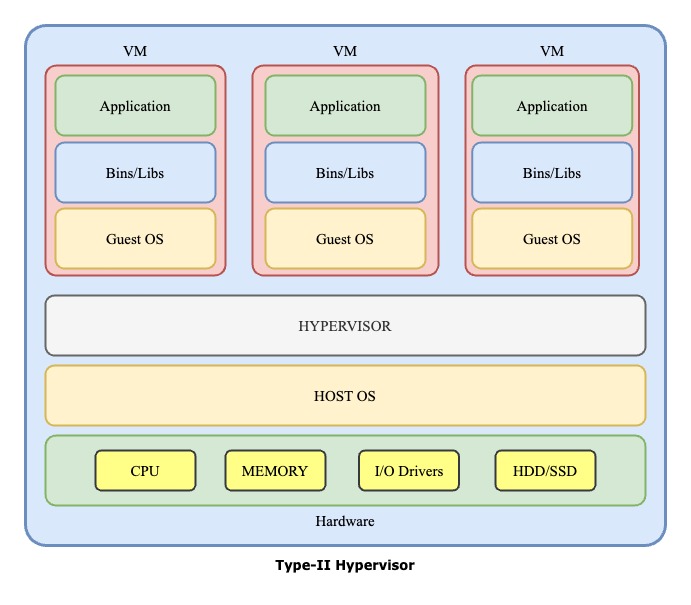 VM VM VM
Application Application Application
Bins/Libs Bins/Libs Bins/Libs
Guest OS Guest OS Guest OS
HYPERVISOR
HOST OS
CPU MEMORY I/O Drivers HDD/SSD
Hardware
Type-II Hypervisor